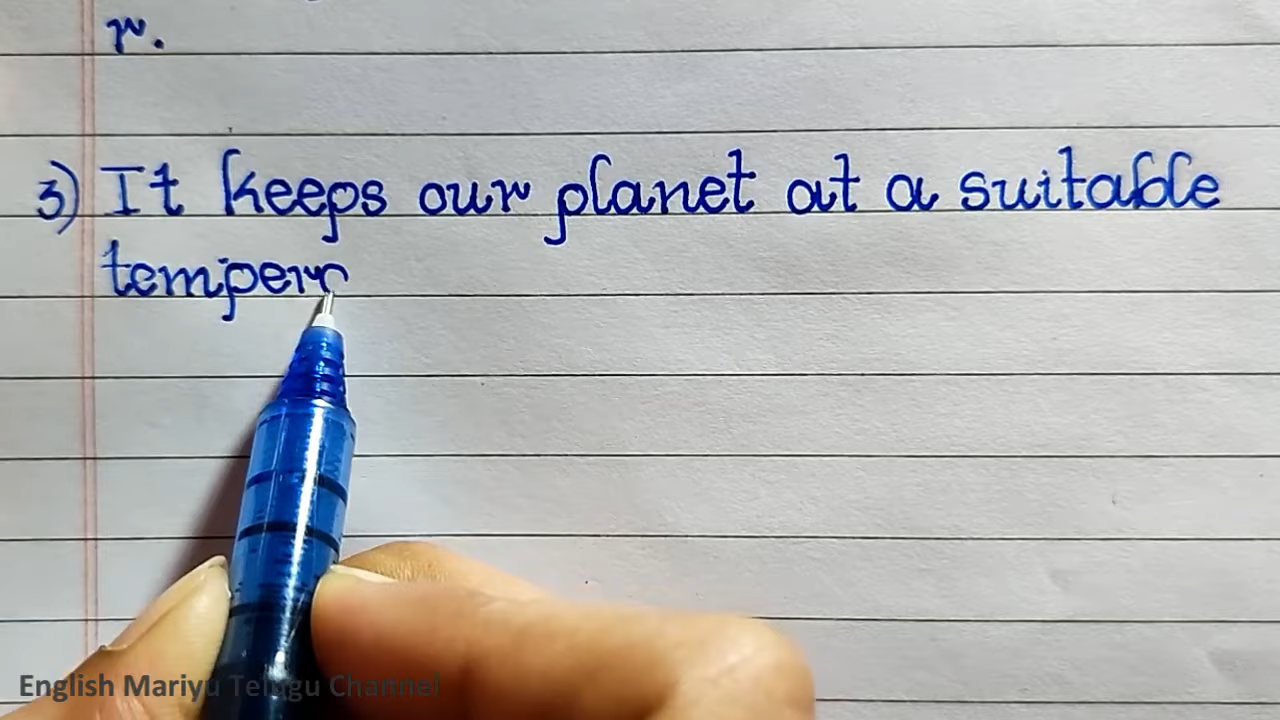 r.
3) It keeps our planet at a suitable
temper
English Mariyu Telugu Channel